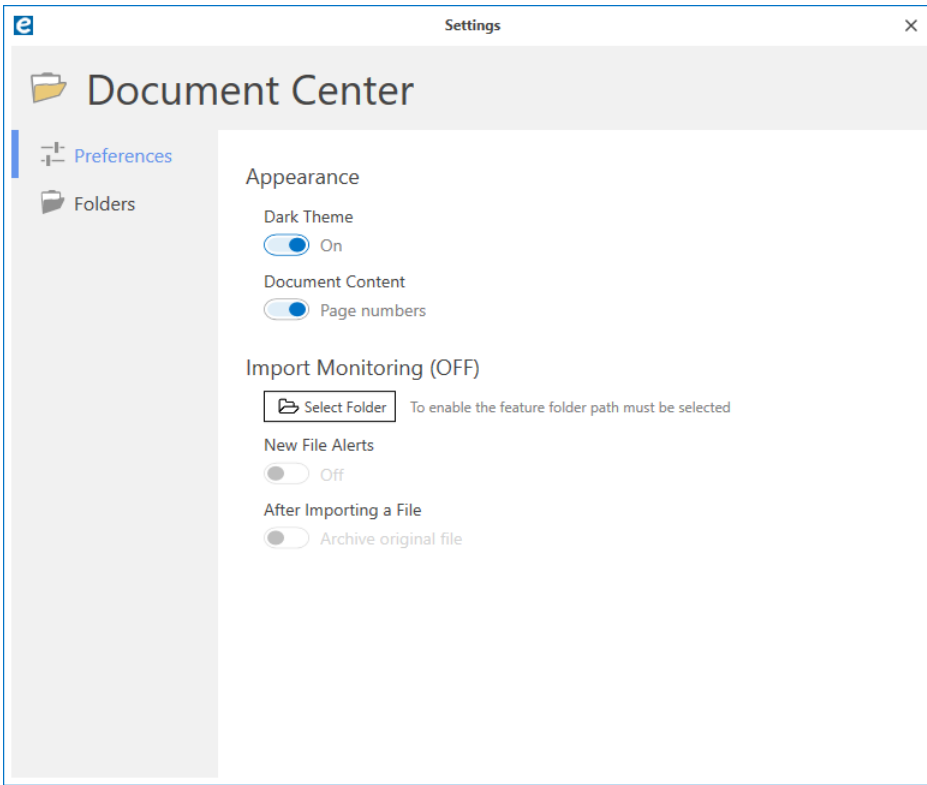 Settings
Document Center
Preferences
Folders
Appearance
Dark Theme
On
Document Content
Page numbers
Import Monitoring (OFF)
Select Folder To enable the feature folder path must be selected
New File Alerts
Off
After Importing a File
Archive original file